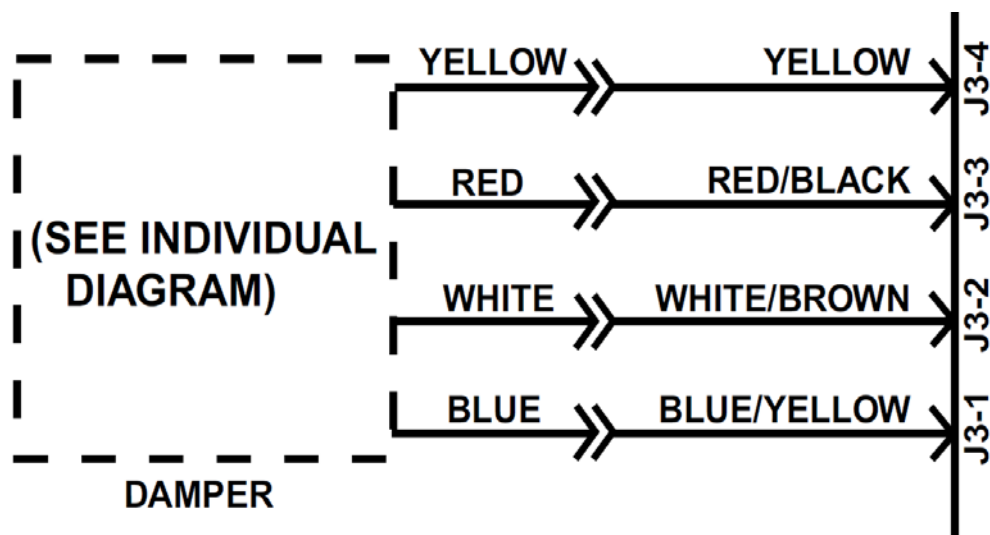 YELLOW YELLOW J3-4
RED RED/BLACK J3-3
(SEE INDIVIDUAL
DIAGRAM)
WHITE WHITE/BROWN J3-2
BLUE BLUE/YELLOW J3-1
DAMPER